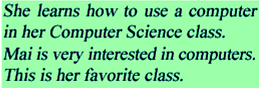 She learns how to use a computer
in her Computer Science class.
Mai is very interested in computers.
This is her favorite class.